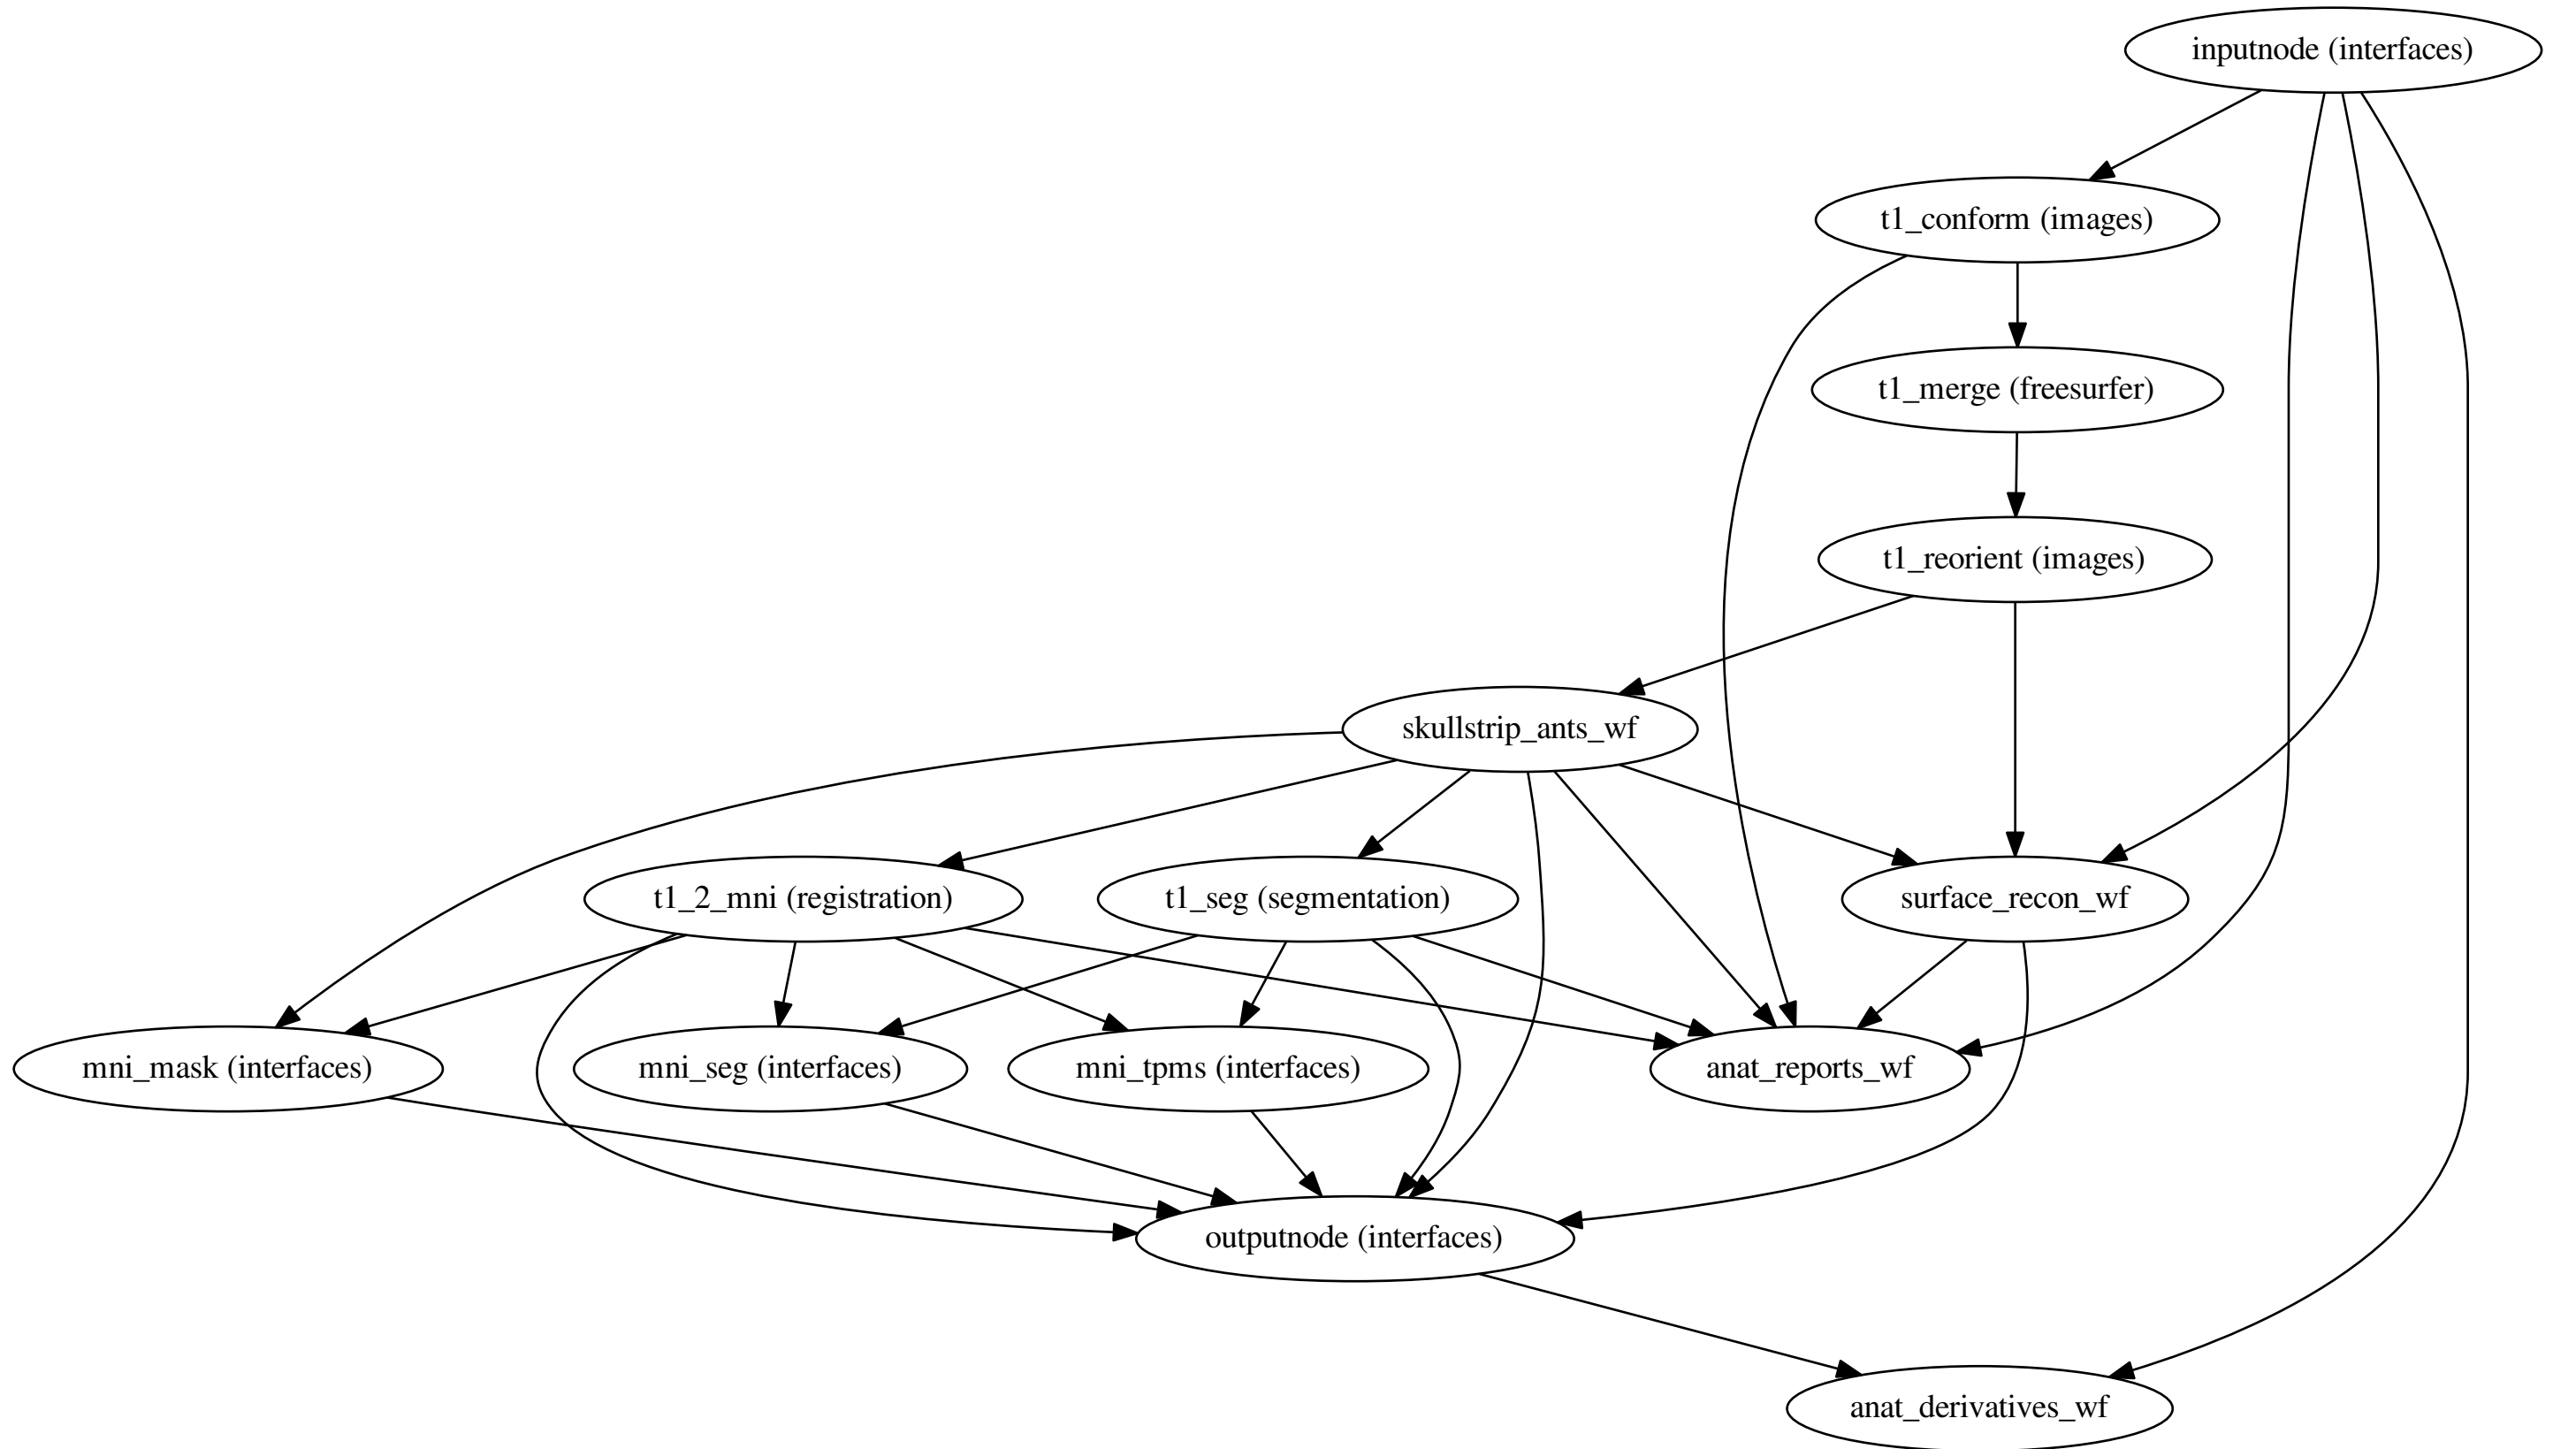 inputnode (interfaces)
t1_conform (images)
t1_merge (freesurfer)
t1_reorient (images)
skullstrip_ants_wf
t1_2_mni (registration)
t1_seg (segmentation)
surface_recon_wf
mni_mask (interfaces)
mni_seg (interfaces)
mni_tpms (interfaces)
anat_reports_wf
outputnode (interfaces)
anat_derivatives_wf